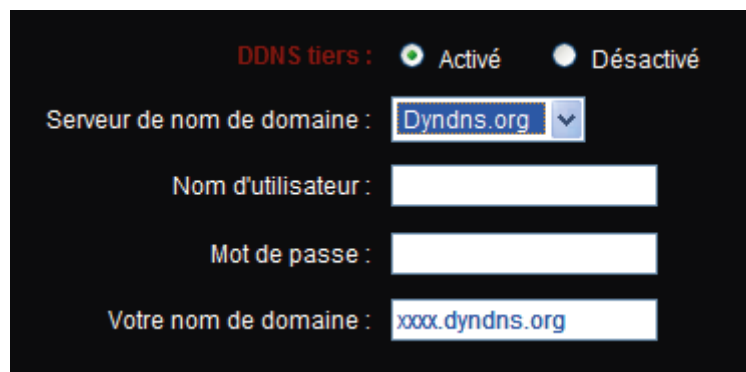 DDNS tiers : Activé Désactivé
Serveur de nom de domaine : Dyndns.org
Nom d'utilisateur :
Mot de passe :
Votre nom de domaine : xxxx.dyndns.org